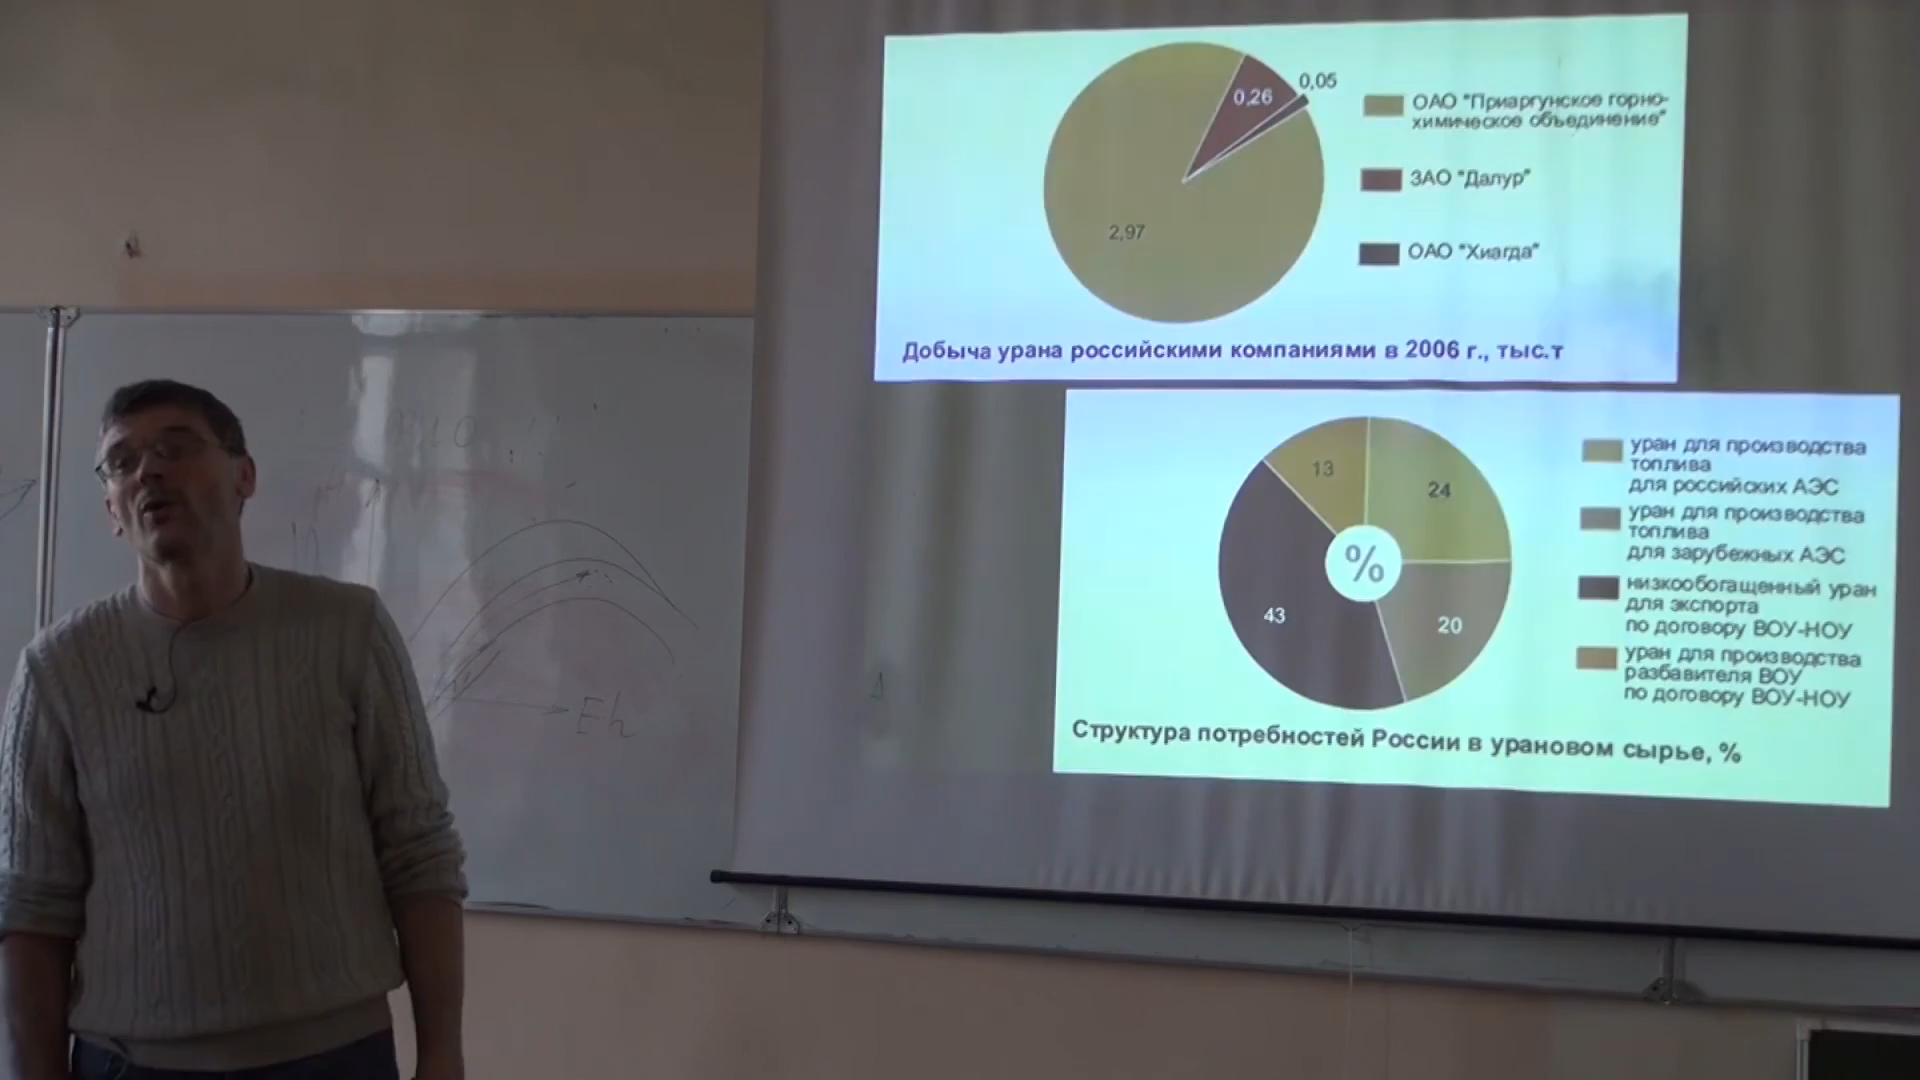 0,05
0,26
2,97
ОАО "Приаргунское горно-
химическое объединение"
ЗАО "Далур"
ОАО "Хиагда"
Добыча урана российскими компаниями в 2006 г., тыс.т
13
24
%
43
20
уран для производства
топлива
для российских АЭС
уран для производства
топлива
для зарубежных АЭС
низкообогащенный уран
для экспорта
по договору ВОУ-НОУ
уран для производства
разбавителя ВОУ
по договору ВОУ-НОУ
Структура потребностей России в урановом сырье, %
Eh